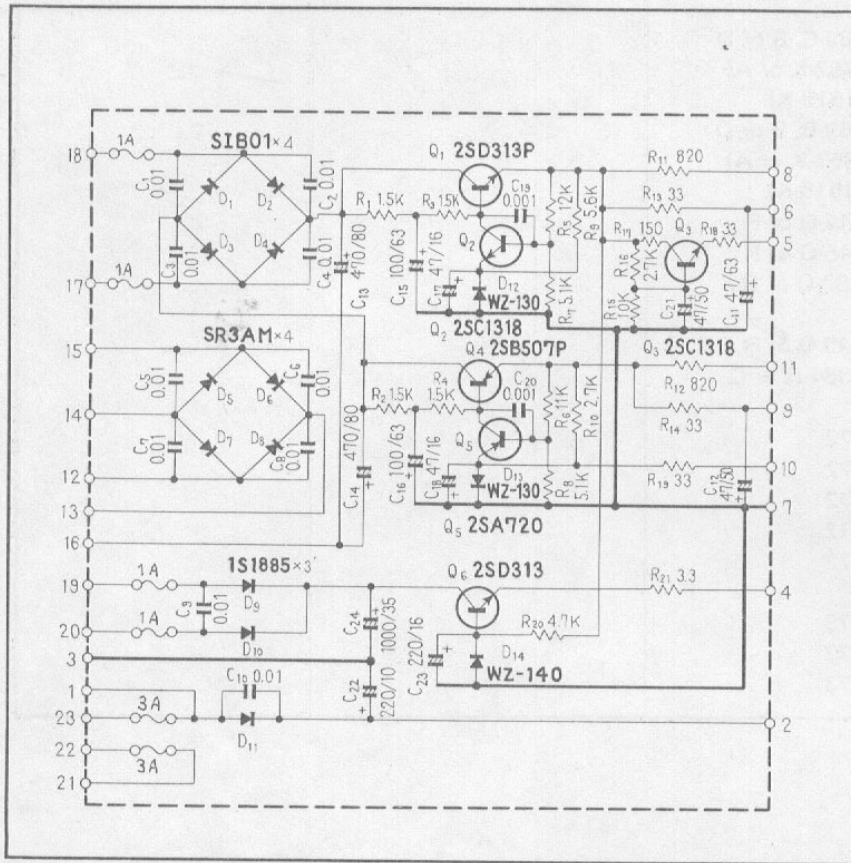 1A
SIB01×4
18
C1 0.01
D1
D2
C2 0.01
C3 0.01
D3
D4
C4 0.01
1A
17
Q1 2SD313P
R1 1.5K
R3 1.5K
C19
0.001
Q2
470/80
C13
C15 100/63
C17 47/16
D12
WZ-130
R5 12K
R9 5.6K
R7 5.1K
Q2
2SC1318
R11 820
8
R13 33
6
R17 150
Q3
R18 33
5
R16
2.7K
R15
10K
C21
47/50
C11 47/63
Q3 2SC1318
SR3AM×4
15
C5 0.01
D5
D6
C6
0.01
14
C7 0.01
D7
D8
C8 0.01
12
13
16
Q4
2SB507P
R2 1.5K
R4
1.5K
C20
0.001
Q5
470/80
C14
C16 100/63
C18 47/16
D13
WZ-130
R6 11K
R10 2.7K
R8
5.1K
Q5
2SA720
11
R12 820
9
R14 33
10
R19 33
C12
47/50
7
1S1885×3
19
1A
C9
0.01
D9
20
1A
D10
3
C24
1000/35
C22
220/10
Q6 2SD313
R21 3.3
4
R20 4.7K
C23 220/16
D14
WZ-140
1
C10 0.01
23
3A
D11
2
22
3A
21